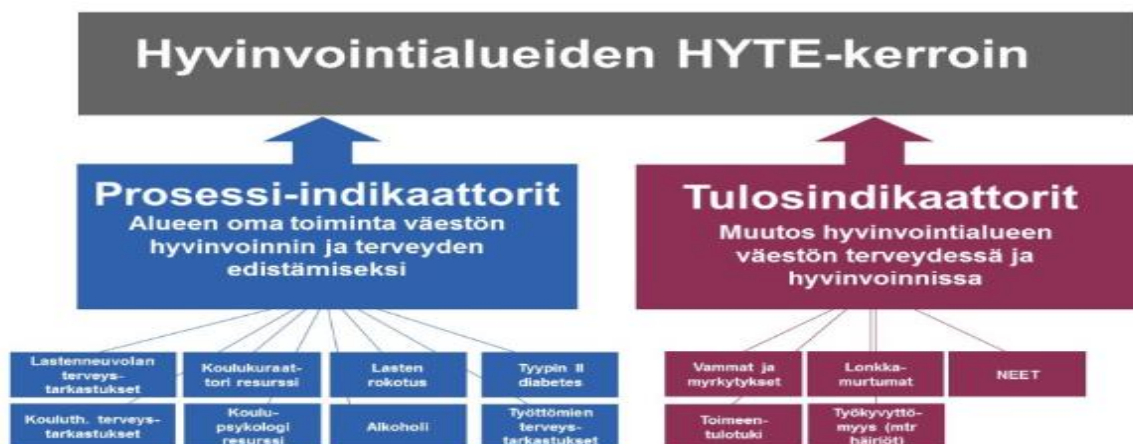 Hyvinvointialueiden HYTE-kerroin
Prosessi-indikaattorit
Alueen oma toiminta väestön
hyvinvoinnin ja terveyden
edistämiseksi
Tulosindikaattorit
Muutos hyvinvointialueen
väestön terveydessä ja
hyvinvoinnissa
Lastenneuvolan
terveys-
tarkastukset
Koulukuraat-
tori resurssi
Lasten
rokotus
Tyypin II
diabetes
Vammat ja
myrkytykset
Lonkka-
murtumat
NEET
Kouluth. terveys-
tarkastukset
Koulu-
psykologi
resurssi
Alkoholi
Työttömien
terveys-
tarkastukset
Toimeen-
tulotuki
Työkyvyttö-
myys (mtr
häiriöt)